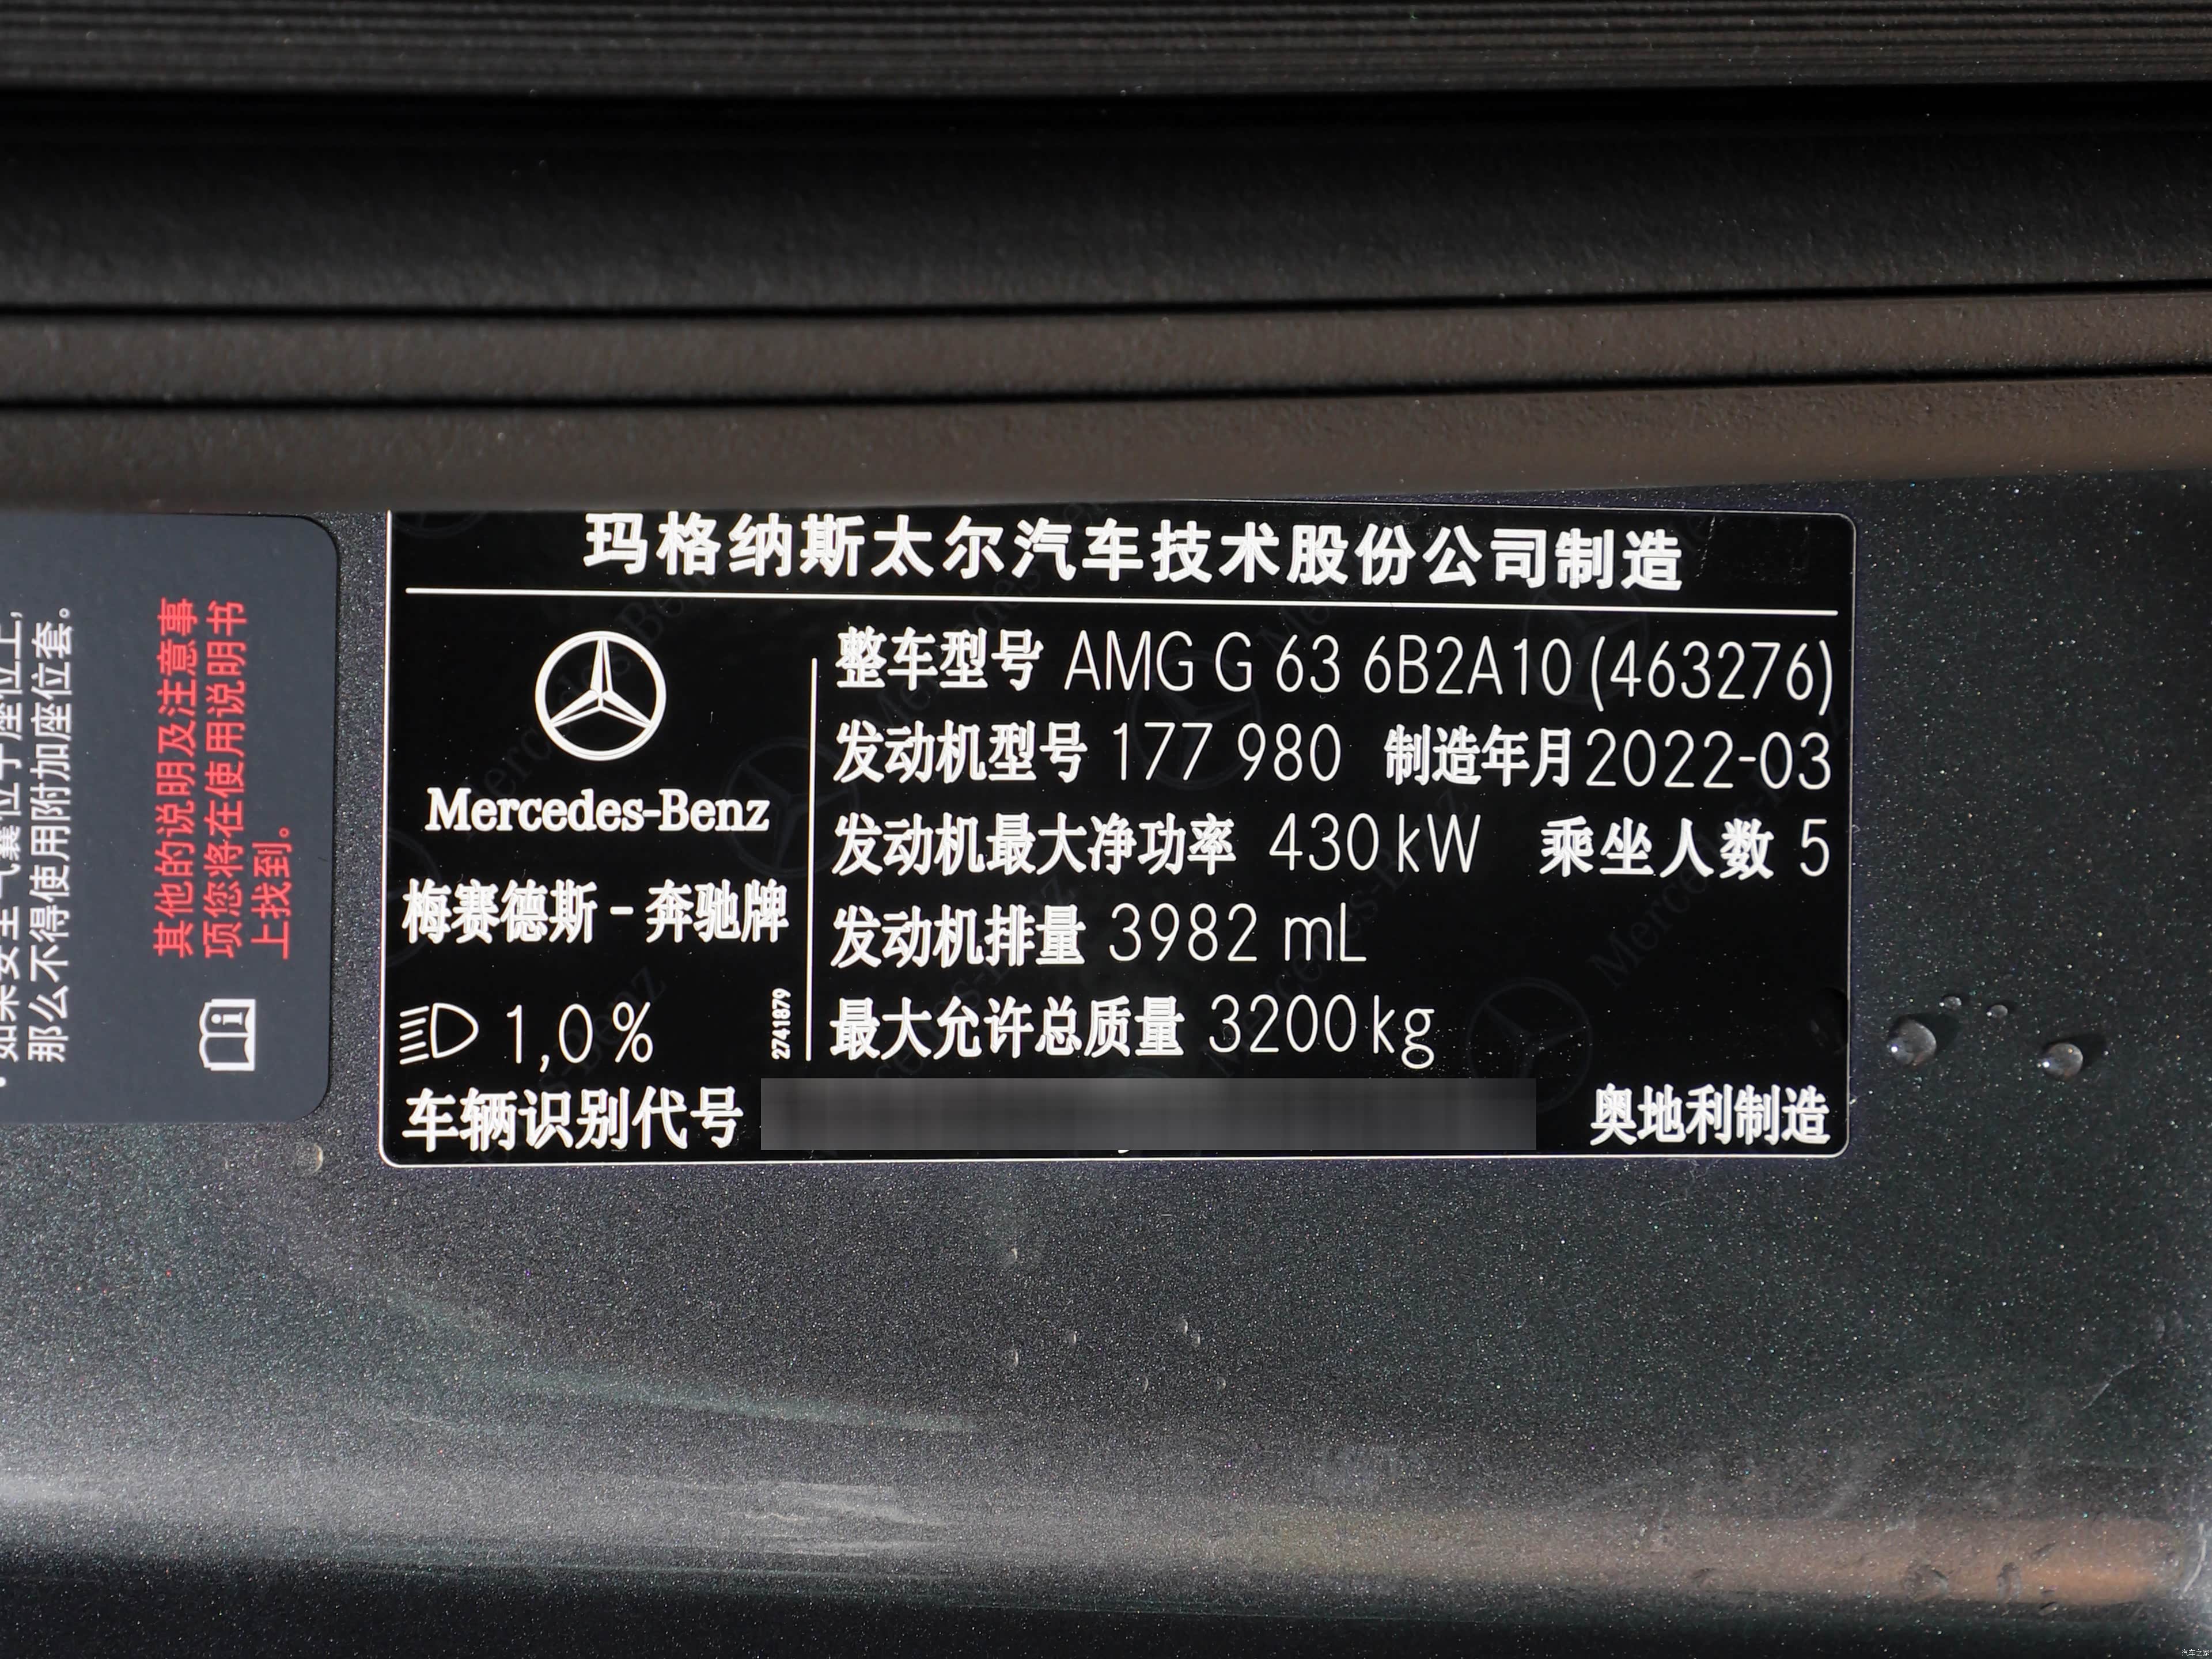 玛格纳斯太尔汽车技术股份公司制造
整车型号 AMG G 63 6B2A10 (463276)
发动机型号 177 980 制造年月 2022-03
发动机最大净功率 430 kW 乘坐人数 5
发动机排量 3982 mL
最大允许总质量 3200 kg
Mercedes-Benz
梅赛德斯-奔驰牌
1,0 %
2741879
车辆识别代号
奥地利制造
那么不得使用附加座位套。
其他的说明及注意事
项您将在使用说明书
上找到。
汽车之家